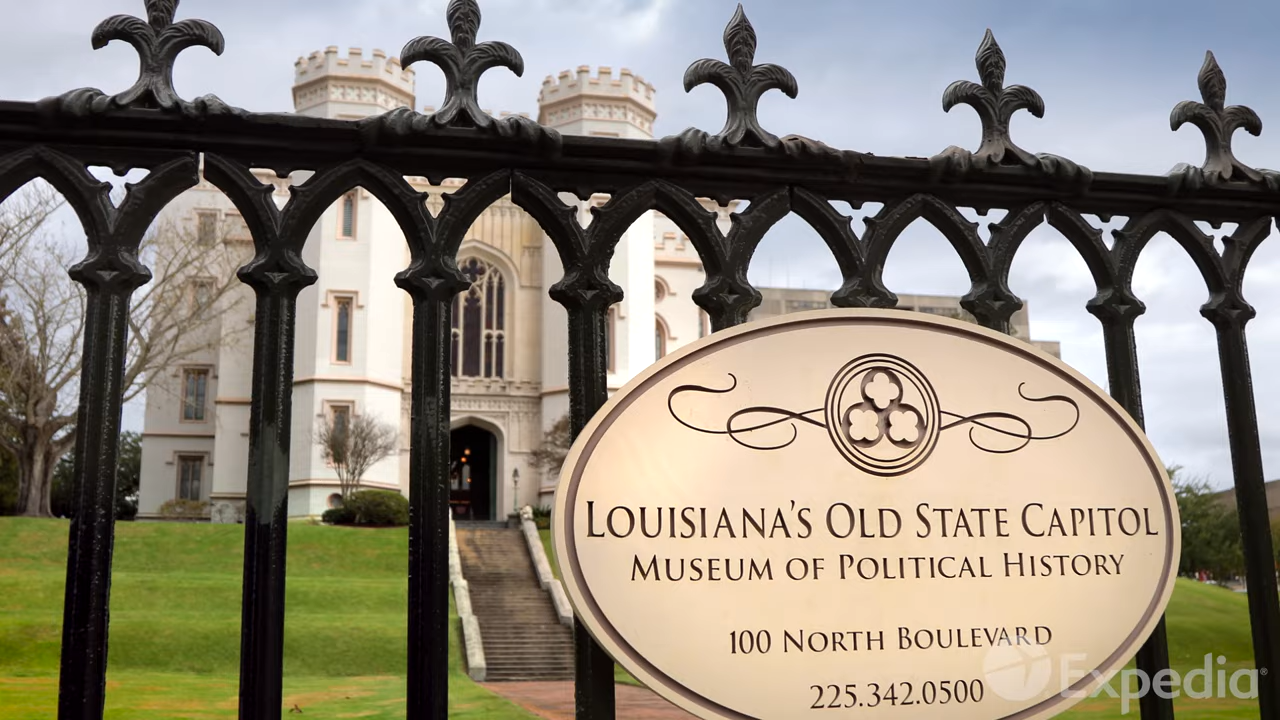 LOUISIANA'S OLD STATE CAPITOL
MUSEUM OF POLITICAL HISTORY
100 NORTH BOULEVARD
225.342.0500
Expedia®